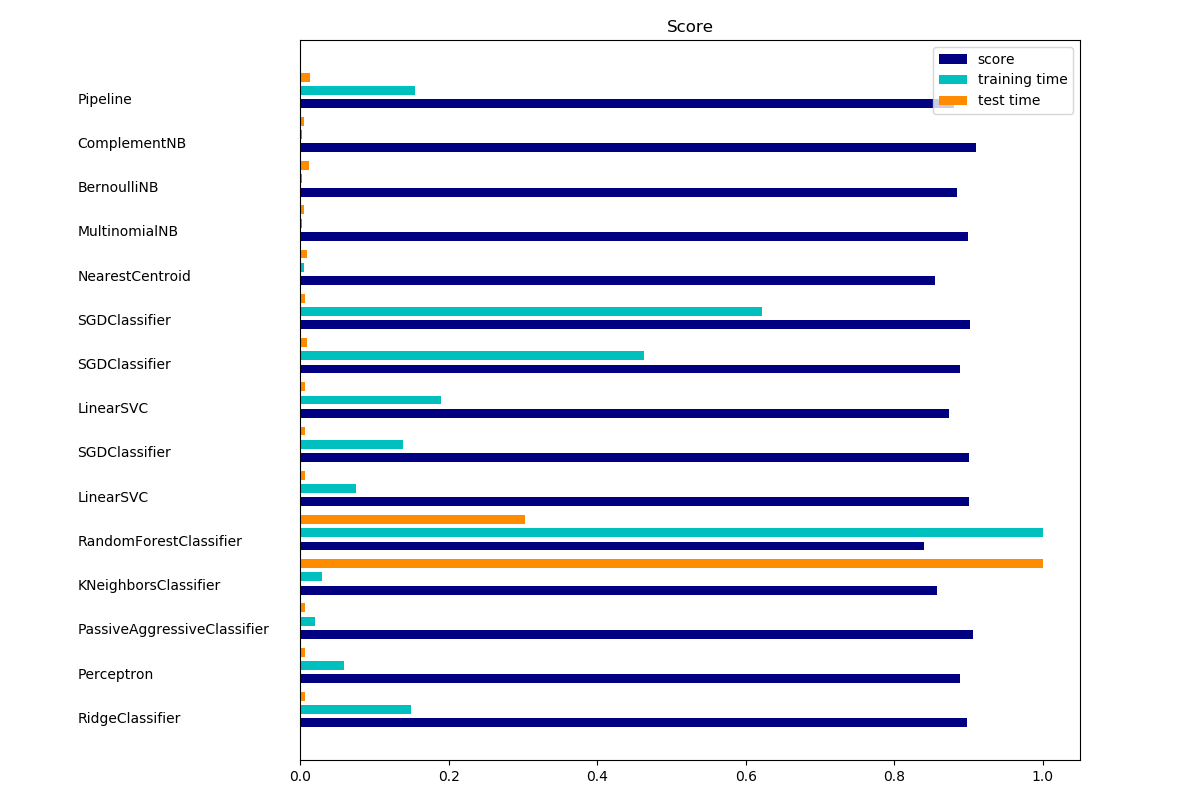 Score
score
training time
test time
Pipeline
ComplementNB
BernoulliNB
MultinomialNB
NearestCentroid
SGDClassifier
SGDClassifier
LinearSVC
SGDClassifier
LinearSVC
RandomForestClassifier
KNeighborsClassifier
PassiveAggressiveClassifier
Perceptron
RidgeClassifier
0.0 0.2 0.4 0.6 0.8 1.0